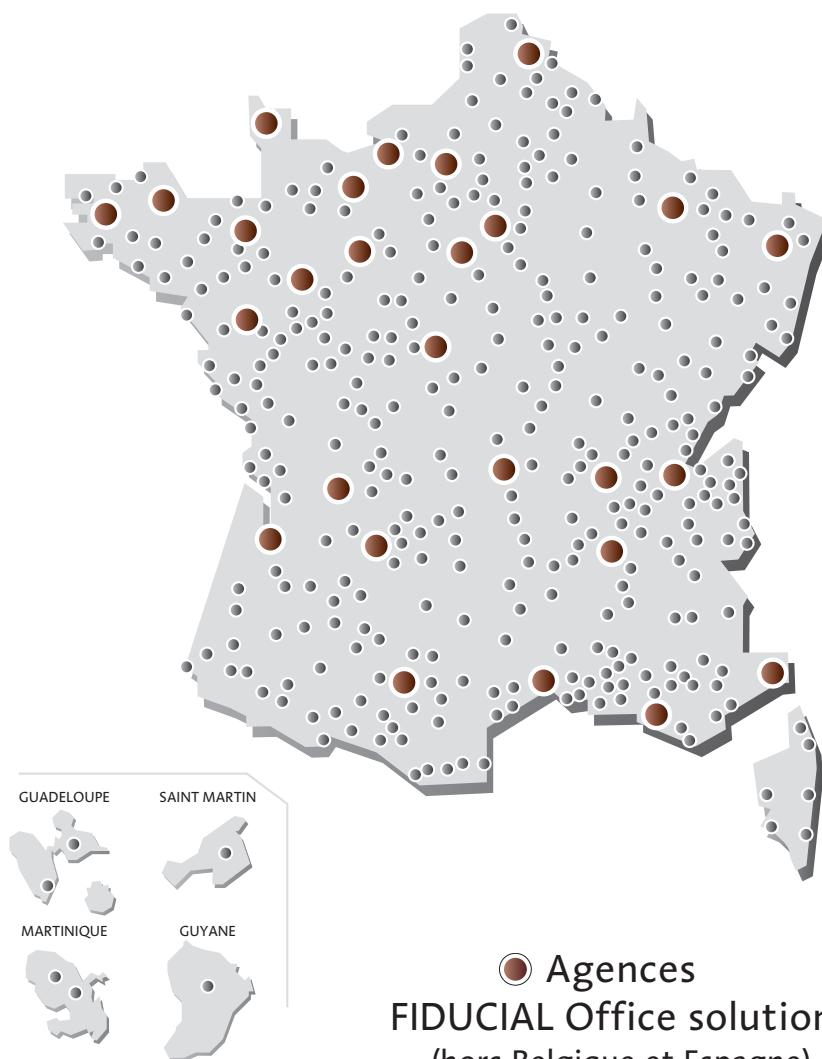 GUADELOUPE
SAINT MARTIN
MARTINIQUE
GUYANE
Agences
FIDUCIAL Office solution
(hors Belgique et Espagne)